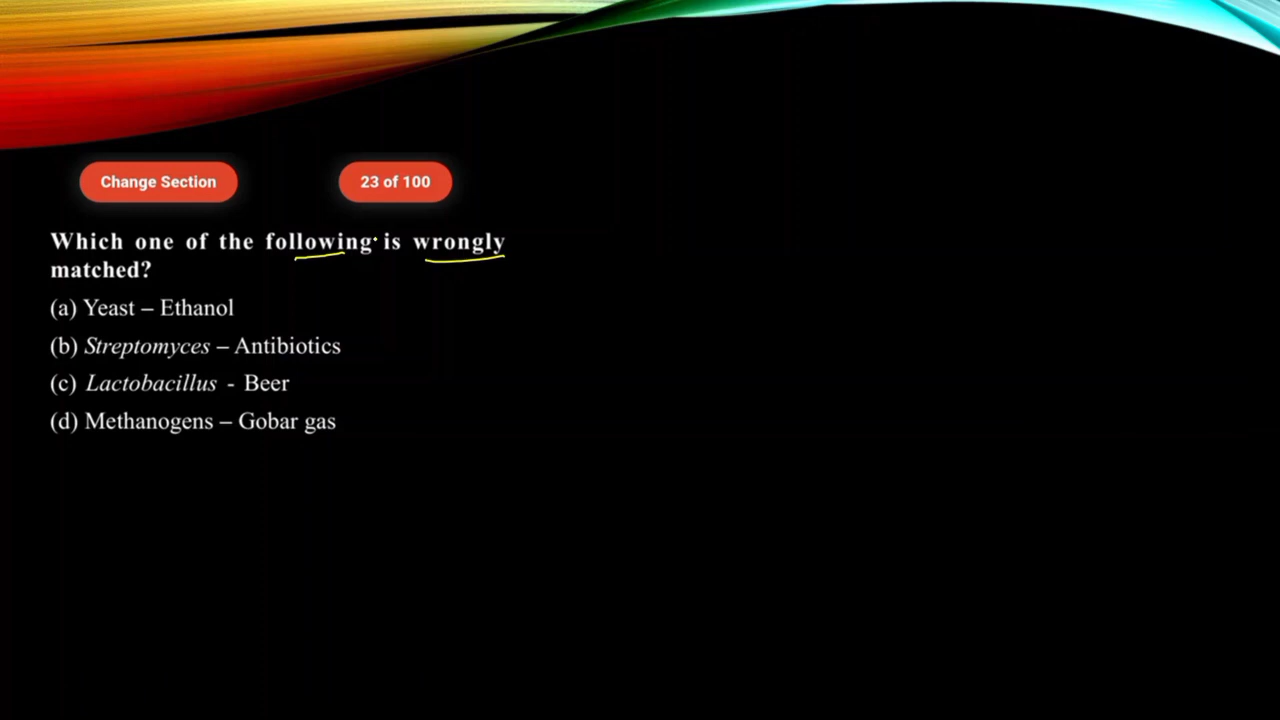 Change Section
23 of 100
Which one of the following is wrongly
matched?
(a) Yeast – Ethanol
(b) Streptomyces – Antibiotics
(c) Lactobacillus - Beer
(d) Methanogens – Gobar gas